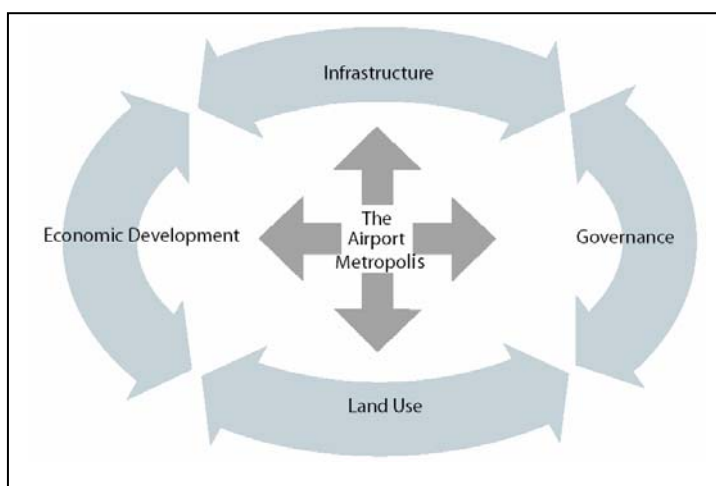 Infrastructure
Economic Development
The
Airport
Metropolis
Governance
Land Use